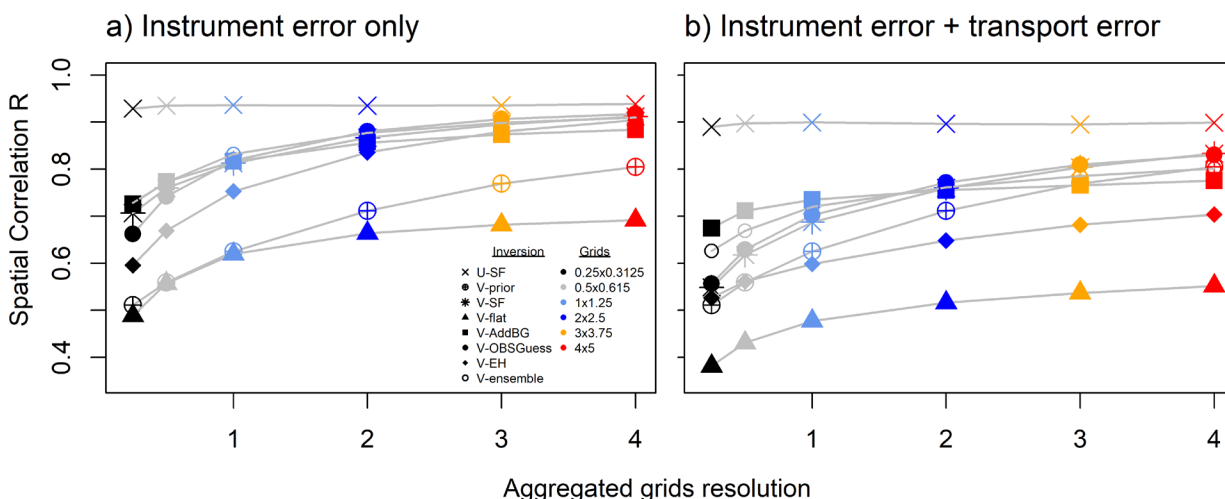 a) Instrument error only
b) Instrument error + transport error
Spatial Correlation R
1.0
0.8
0.6
0.4
Inversion Grids
U-SF 0.25x0.3125
V-prior 0.5x0.615
V-SF 1x1.25
V-flat 2x2.5
V-AddBG 3x3.75
V-OBSGuess 4x5
V-EH
V-ensemble
1 2 3 4
1 2 3 4
Aggregated grids resolution